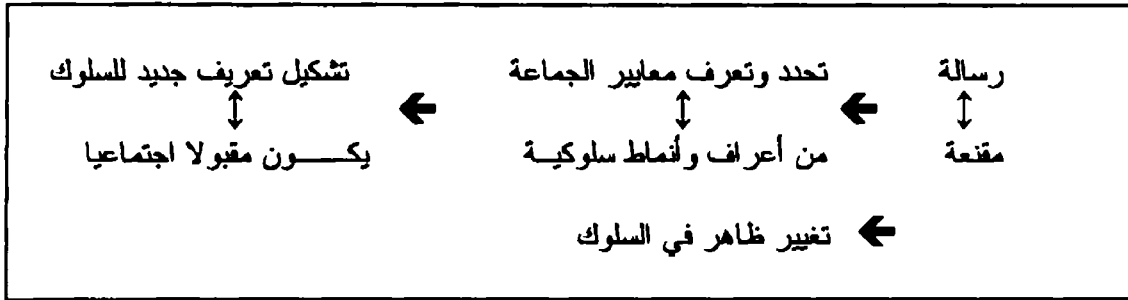 رسالة تحدد وتعرف معايير الجماعة تشكيل تعريف جديد للسلوك
مقنعة من أعراف وأنماط سلوكية يكـــــون مقبولا اجتماعيا
تغيير ظاهر في السلوك